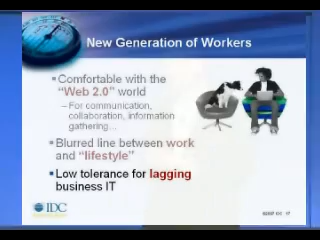 New Generation of Workers
Comfortable with the
“Web 2.0” world
– For communication,
collaboration, information
gathering…
Blurred line between work
and “lifestyle”
Low tolerance for lagging
business IT
IDC